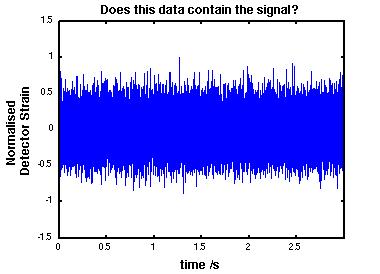 Does this data contain the signal?
1.5
1
0.5
0
-0.5
-1
-1.5
Normalised
Detector Strain
0 0.5 1 1.5 2 2.5
time /s